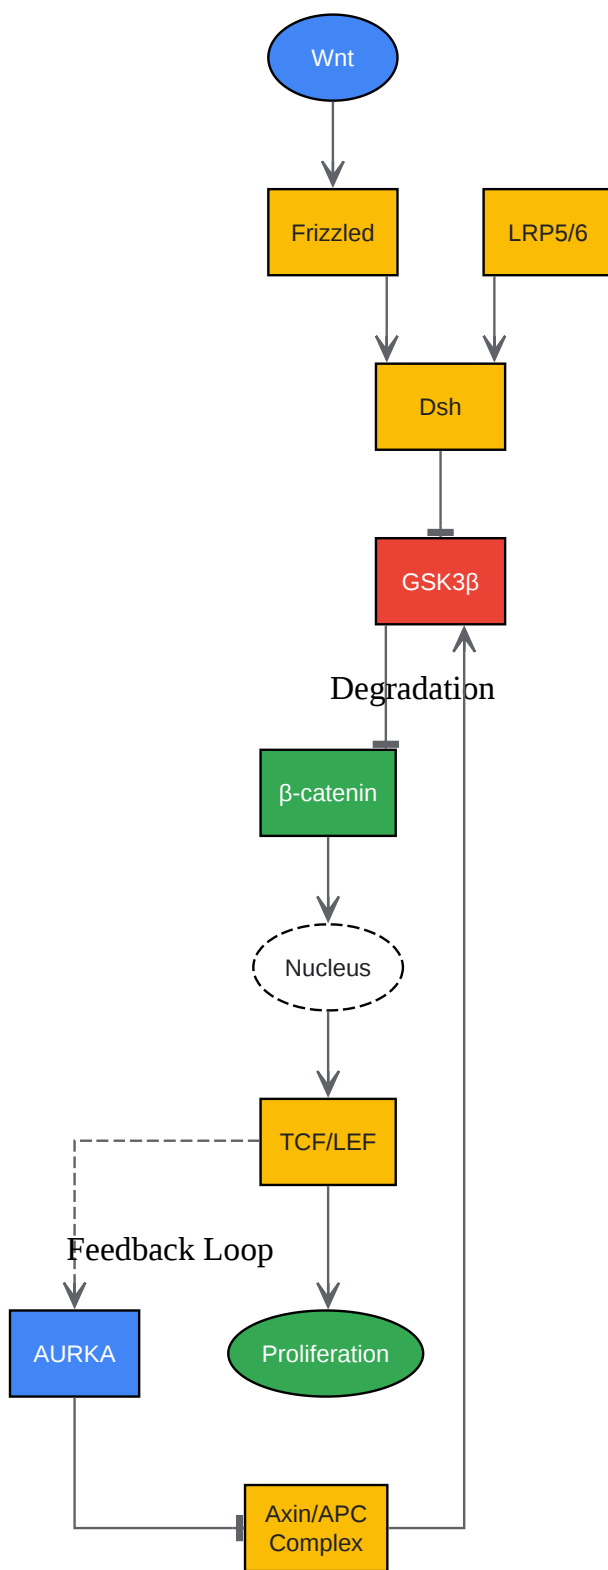 Wnt
Frizzled
LRP5/6
Dsh
GSK3β
Degradation
β-catenin
Nucleus
TCF/LEF
Feedback Loop
AURKA
Proliferation
Axin/APC
Complex